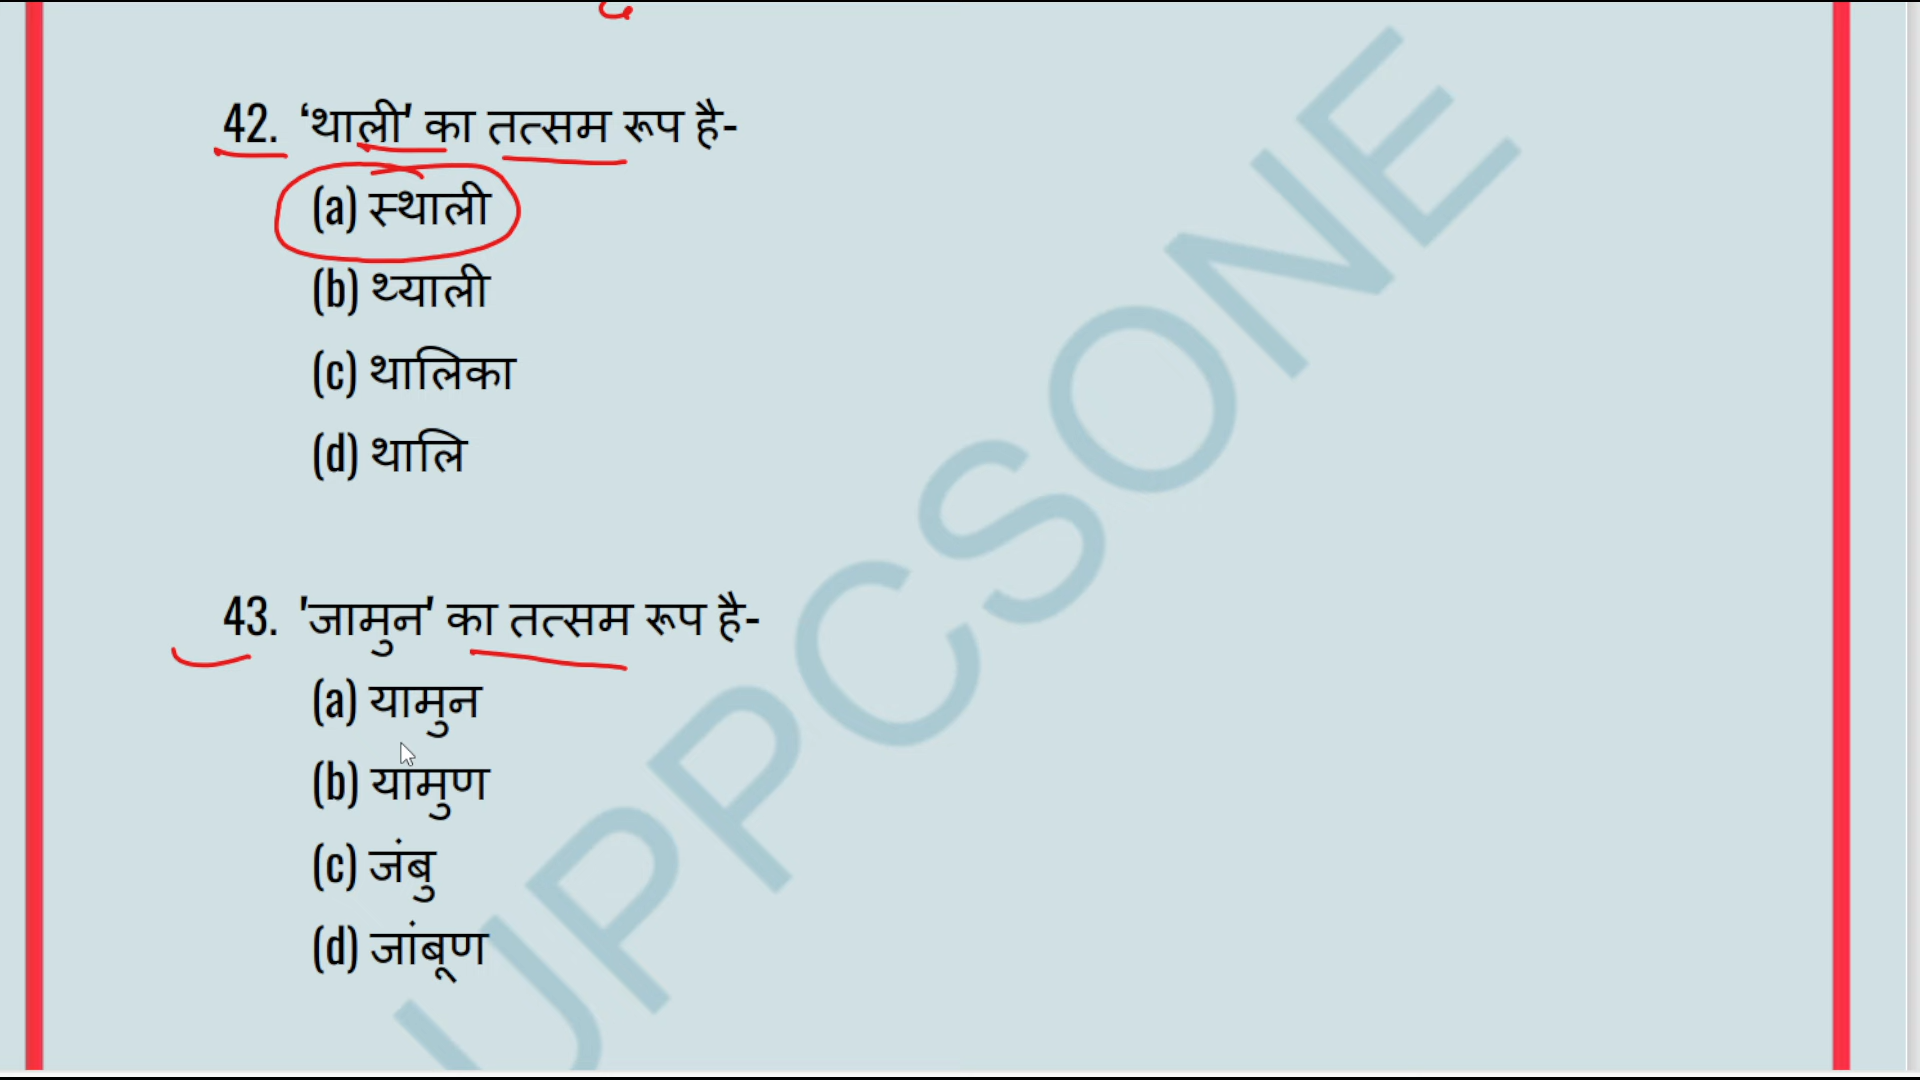 42. ‘थाली' का तत्सम रूप है-
(a) स्थाली
(b) थ्याली
(c) थालिका
(d) थालि
43. 'जामुन' का तत्सम रूप है-
(a) यामुन
(b) यामुण
(c) जंबु
(d) जांबूण
UPPCSONE